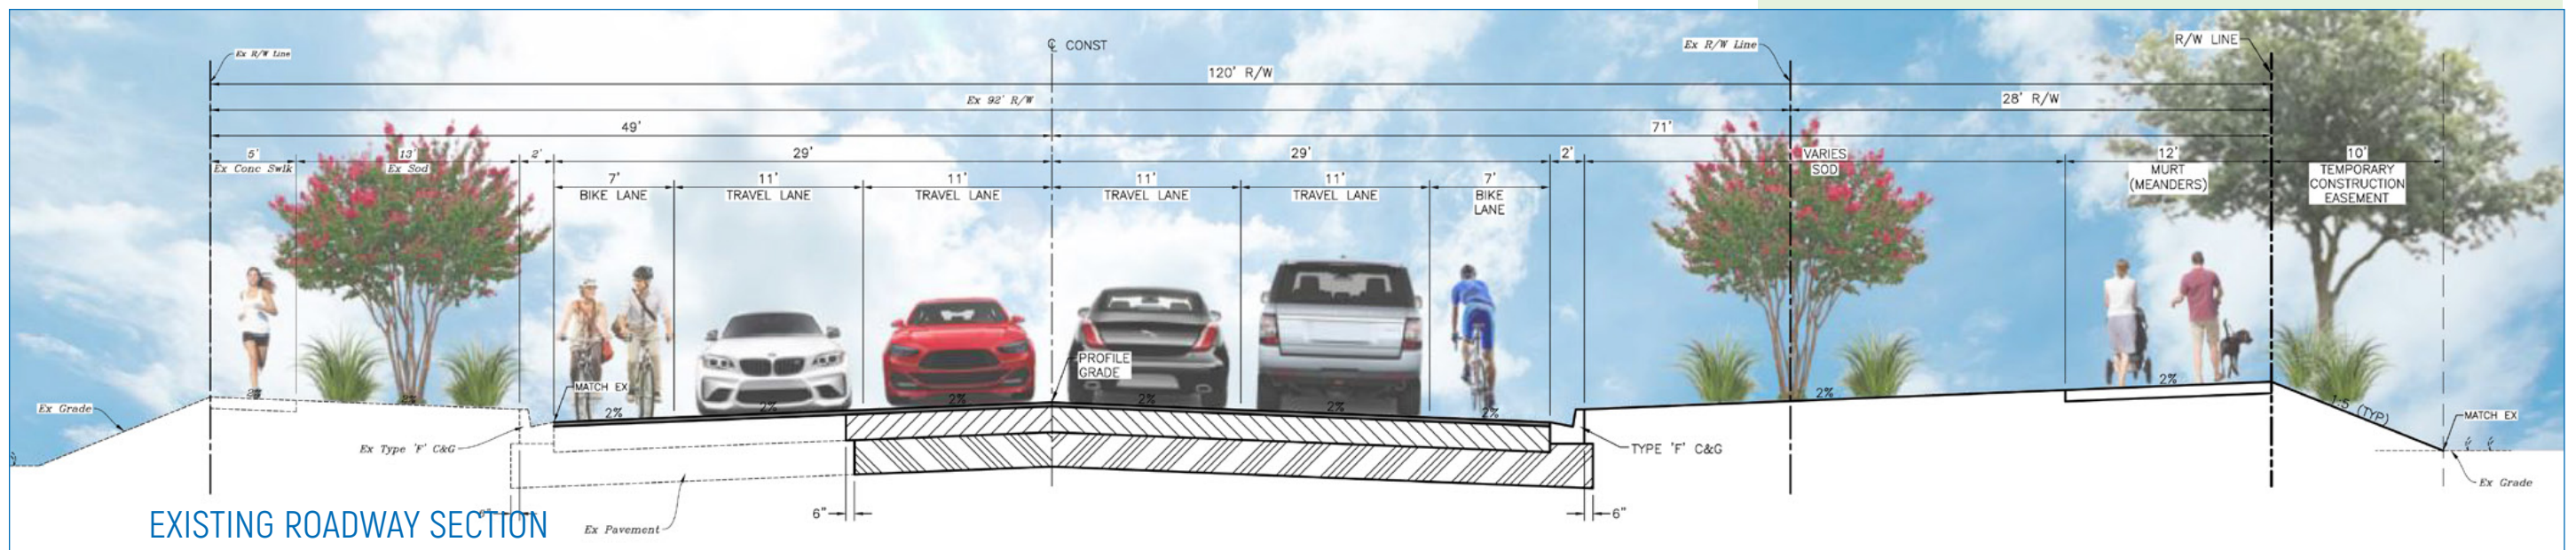 Ex R/W Line
℄ CONST
Ex R/W Line
R/W LINE
120' R/W
Ex 92' R/W
28' R/W
49'
71'
5'
Ex Conc Swlk
13'
Ex Sod
2'
29'
29'
2'
VARIES
SOD
12'
MURT
(MEANDERS)
10'
TEMPORARY
CONSTRUCTION
EASEMENT
7'
BIKE LANE
11'
TRAVEL LANE
11'
TRAVEL LANE
11'
TRAVEL LANE
11'
TRAVEL LANE
7'
BIKE
LANE
PROFILE
GRADE
MATCH EX
2%
2%
2%
2%
2%
2%
2%
2%
2%
2%
1:5 (TYP)
MATCH EX
Ex Grade
Ex Type 'F' C&G
TYPE 'F' C&G
Ex Grade
6"
6"
6"
Ex Pavement
EXISTING ROADWAY SECTION